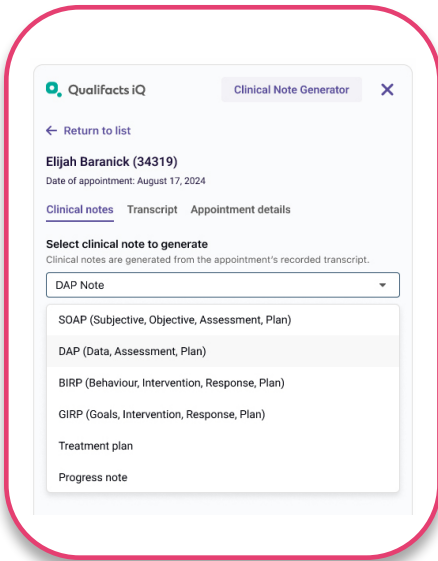 Qualifacts iQ
Clinical Note Generator
Return to list
Elijah Baranick (34319)
Date of appointment: August 17, 2024
Clinical notes Transcript Appointment details
Select clinical note to generate
Clinical notes are generated from the appointment's recorded transcript.
DAP Note
SOAP (Subjective, Objective, Assessment, Plan)
DAP (Data, Assessment, Plan)
BIRP (Behaviour, Intervention, Response, Plan)
GIRP (Goals, Intervention, Response, Plan)
Treatment plan
Progress note